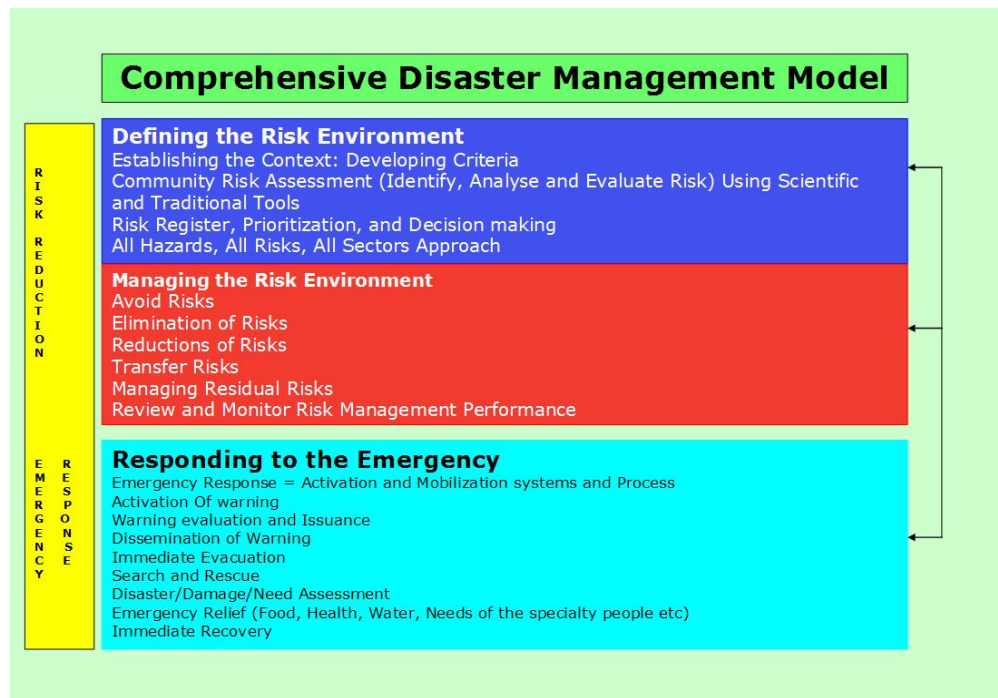 Comprehensive Disaster Management Model
RISK REDUCTION
Defining the Risk Environment
Establishing the Context: Developing Criteria
Community Risk Assessment (Identify, Analyse and Evaluate Risk) Using Scientific
and Traditional Tools
Risk Register, Prioritization, and Decision making
All Hazards, All Risks, All Sectors Approach
Managing the Risk Environment
Avoid Risks
Elimination of Risks
Reductions of Risks
Transfer Risks
Managing Residual Risks
Review and Monitor Risk Management Performance
EMERGENCY
RESPONSE
Responding to the Emergency
Emergency Response = Activation and Mobilization systems and Process
Activation Of warning
Warning evaluation and Issuance
Dissemination of Warning
Immediate Evacuation
Search and Rescue
Disaster/Damage/Need Assessment
Emergency Relief (Food, Health, Water, Needs of the specialty people etc)
Immediate Recovery